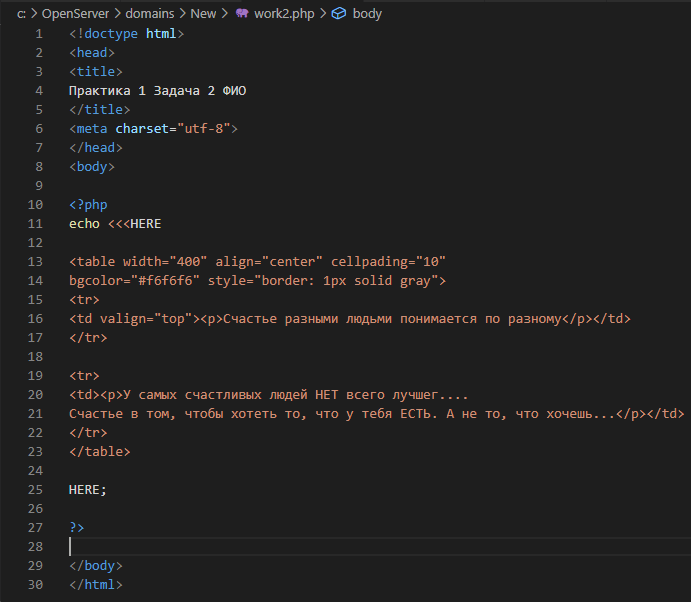 c: > OpenServer > domains > New > work2.php > body
1 <!doctype html>
2 <head>
3 <title>
4 Практика 1 Задача 2 ФИО
5 </title>
6 <meta charset="utf-8">
7 </head>
8 <body>
9
10 <?php
11 echo <<<HERE
12
13 <table width="400" align="center" cellpading="10"
14 bgcolor="#f6f6f6" style="border: 1px solid gray">
15 <tr>
16 <td valign="top"><p>Счастье разными людьми понимается по разному</p></td>
17 </tr>
18
19 <tr>
20 <td><p>У самых счастливых людей НЕТ всего лучшег....
21 Счастье в том, чтобы хотеть то, что у тебя ЕСТЬ. А не то, что хочешь...</p></td>
22 </tr>
23 </table>
24
25 HERE;
26
27 ?>
28
29 </body>
30 </html>